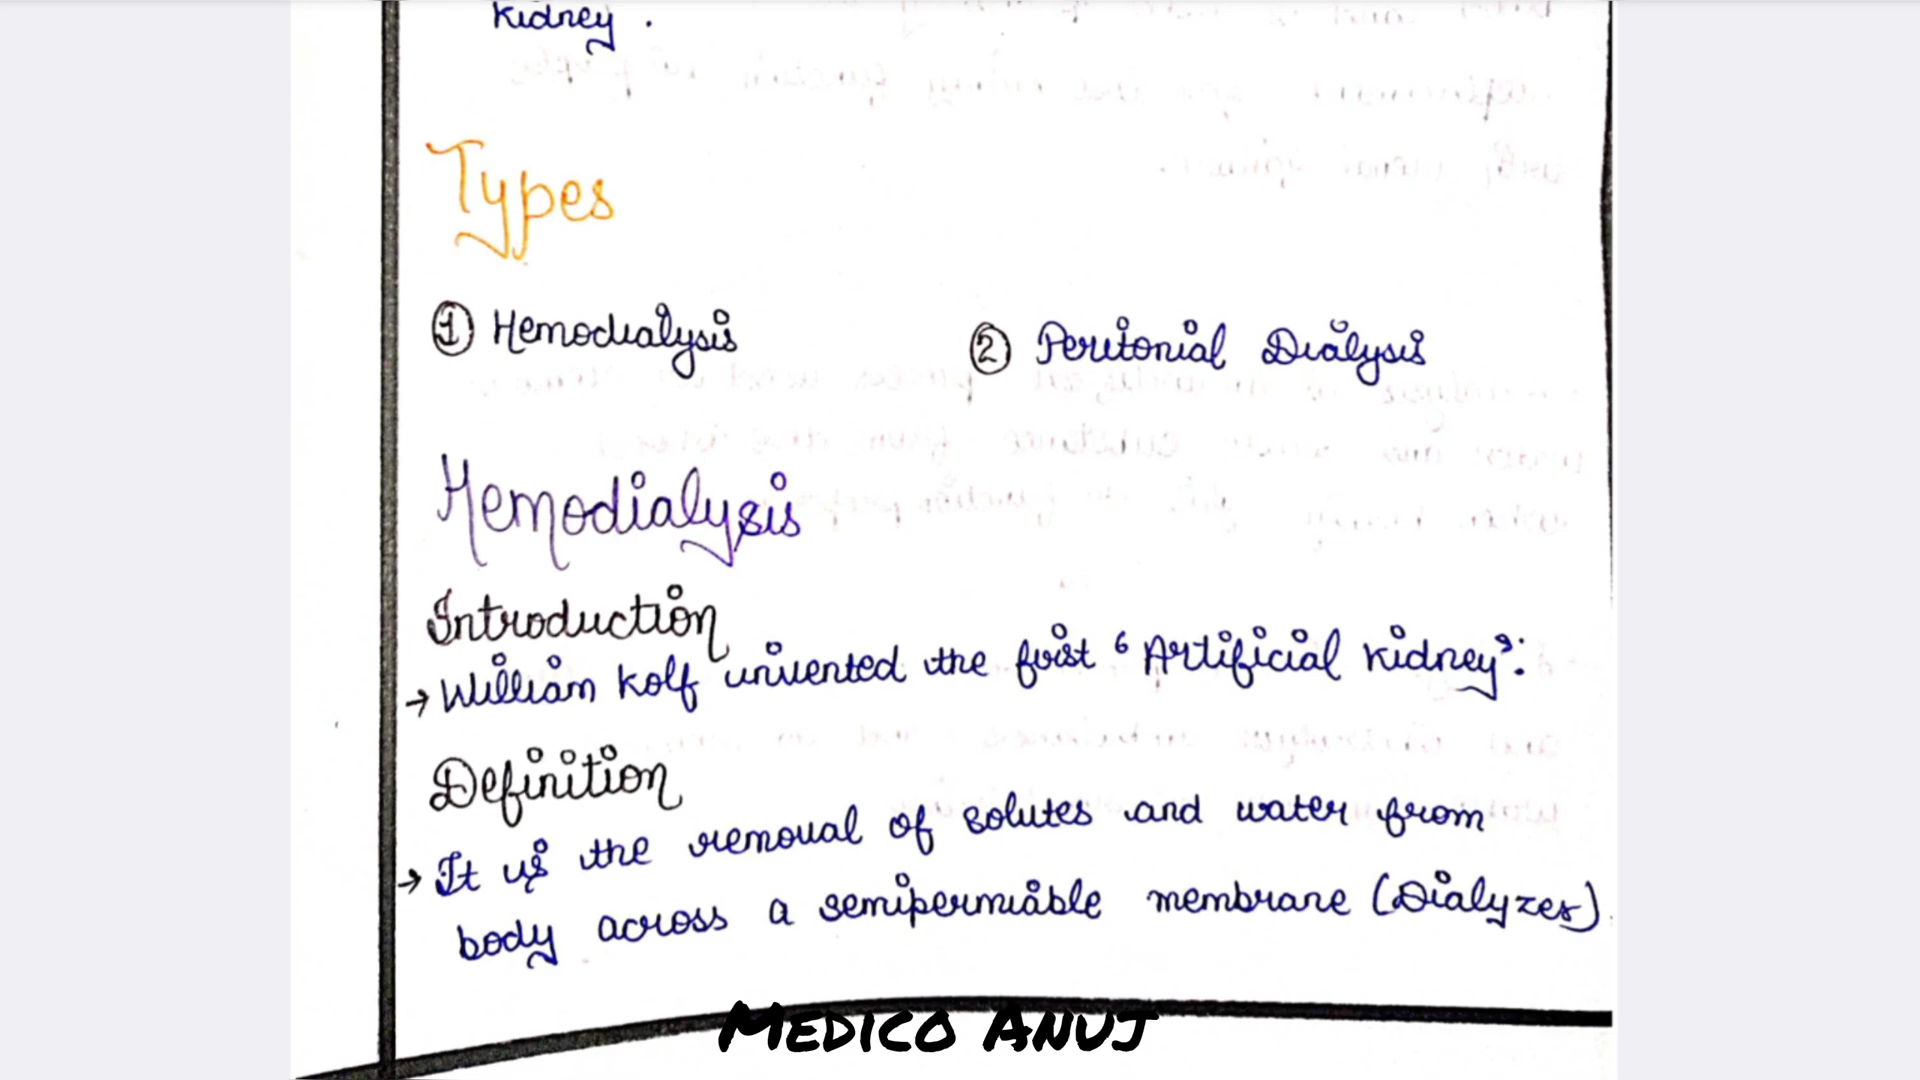 kidney.
Types
① Hemodialysis ② Peritonial Dialysis
Hemodialysis
Introduction
→ William Kolf invented the first "Artificial kidney":
Definition
→ It is the removal of solutes and water from
body across a semipermiable membrane (Dialyzer)
MEDICO ANUJ